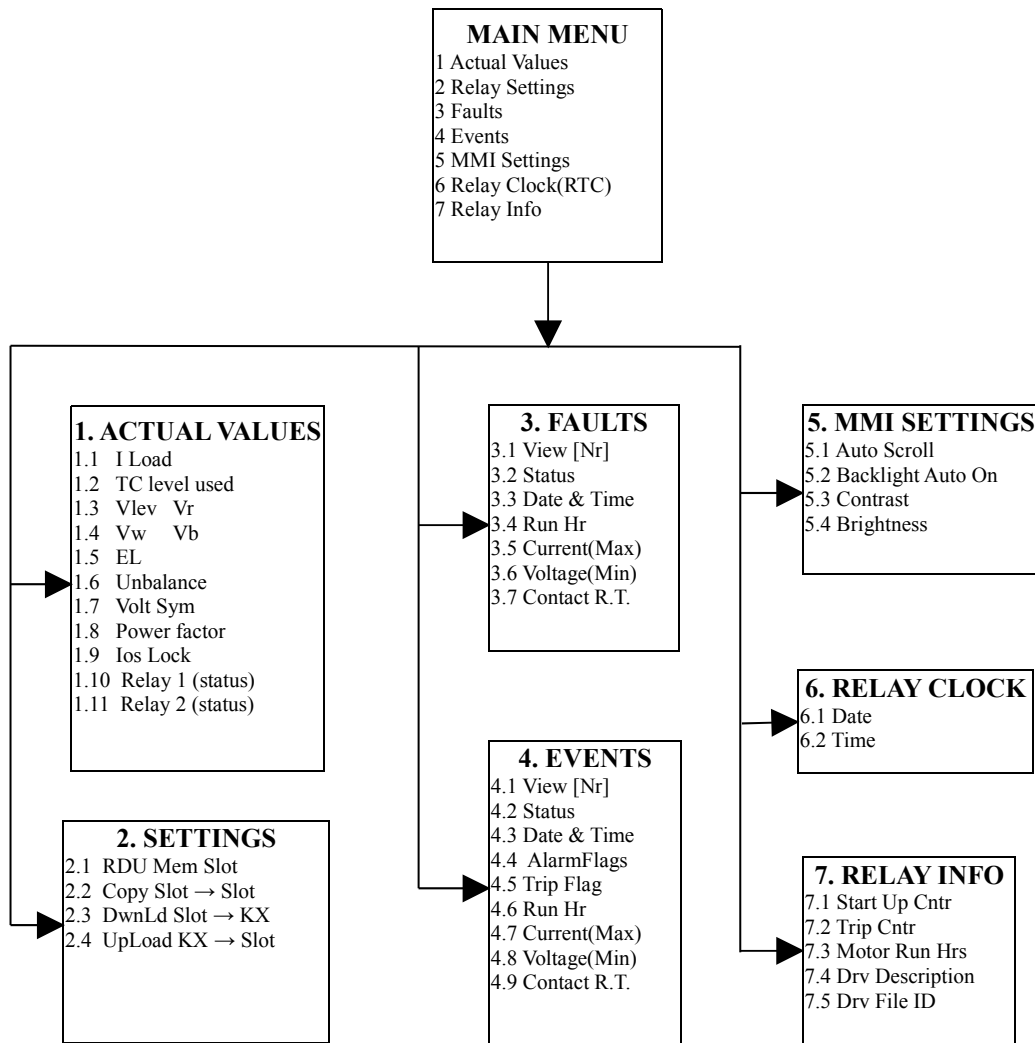 MAIN MENU
1 Actual Values
2 Relay Settings
3 Faults
4 Events
5 MMI Settings
6 Relay Clock(RTC)
7 Relay Info
1. ACTUAL VALUES
1.1 I Load
1.2 TC level used
1.3 Vlev Vr
1.4 Vw Vb
1.5 EL
1.6 Unbalance
1.7 Volt Sym
1.8 Power factor
1.9 Ios Lock
1.10 Relay 1 (status)
1.11 Relay 2 (status)
2. SETTINGS
2.1 RDU Mem Slot
2.2 Copy Slot → Slot
2.3 DwnLd Slot → KX
2.4 UpLoad KX → Slot
3. FAULTS
3.1 View [Nr]
3.2 Status
3.3 Date & Time
3.4 Run Hr
3.5 Current(Max)
3.6 Voltage(Min)
3.7 Contact R.T.
4. EVENTS
4.1 View [Nr]
4.2 Status
4.3 Date & Time
4.4 AlarmFlags
4.5 Trip Flag
4.6 Run Hr
4.7 Current(Max)
4.8 Voltage(Min)
4.9 Contact R.T.
5. MMI SETTINGS
5.1 Auto Scroll
5.2 Backlight Auto On
5.3 Contrast
5.4 Brightness
6. RELAY CLOCK
6.1 Date
6.2 Time
7. RELAY INFO
7.1 Start Up Cntr
7.2 Trip Cntr
7.3 Motor Run Hrs
7.4 Drv Description
7.5 Drv File ID